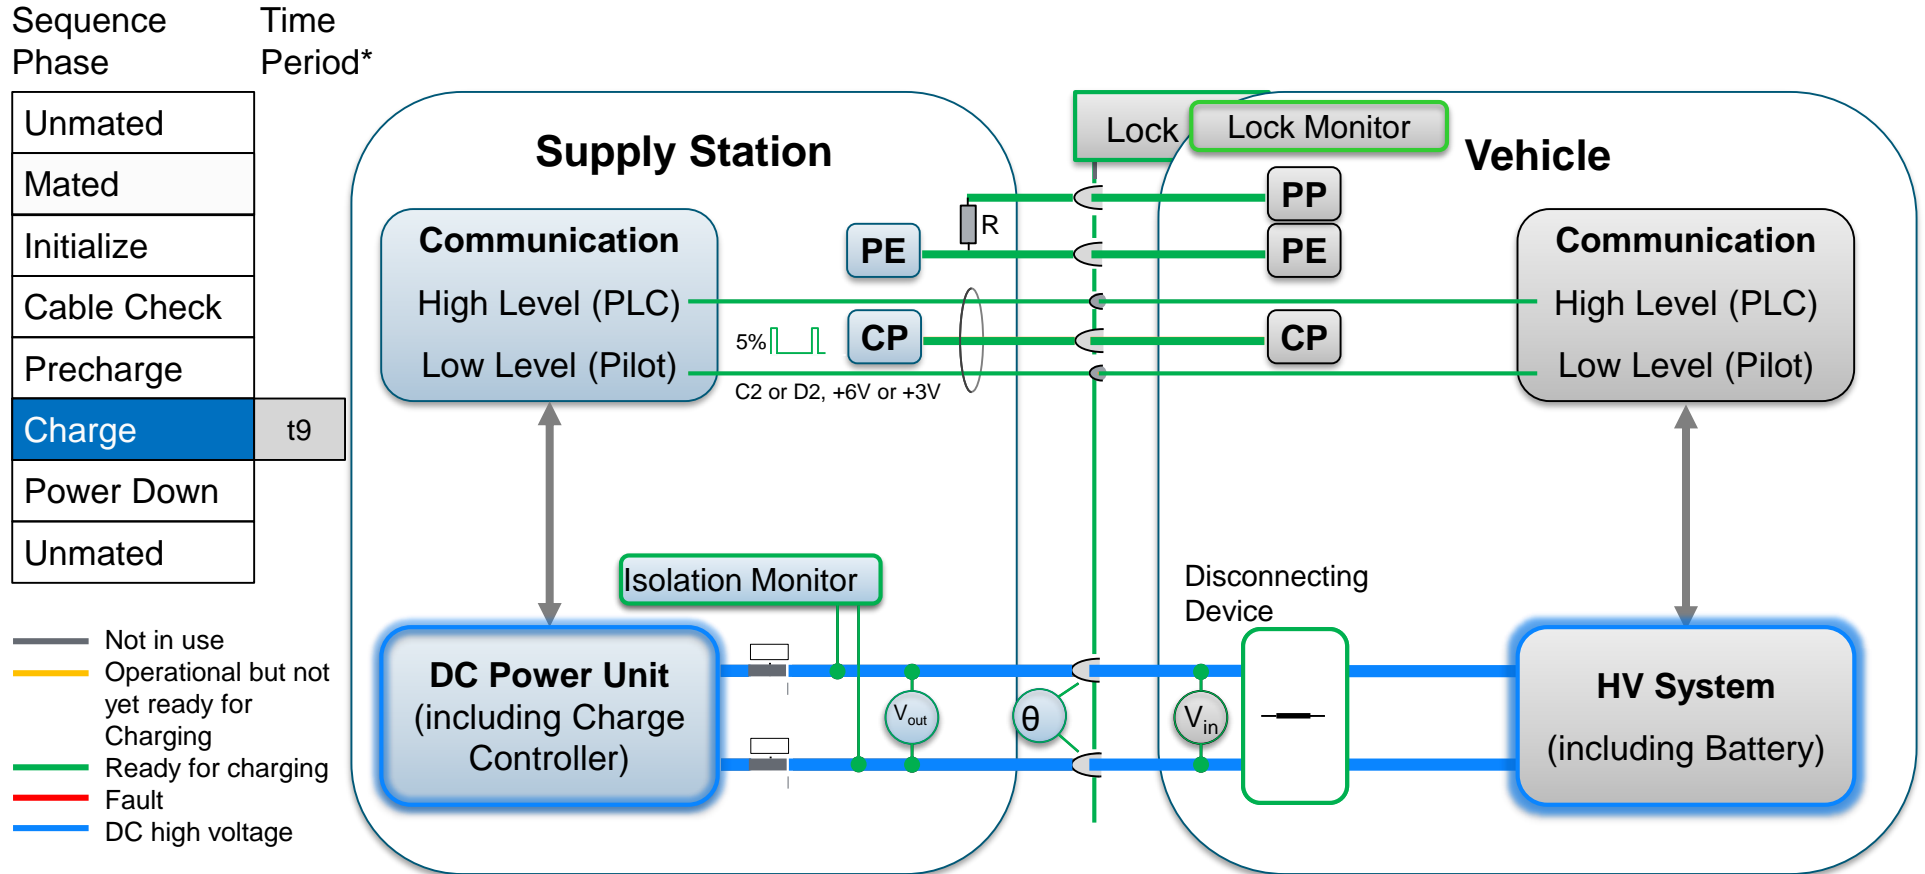 Sequence
Phase
Time
Period*
Unmated
Mated
Initialize
Cable Check
Precharge
Charge
t9
Power Down
Unmated
Not in use
Operational but not
yet ready for
Charging
Ready for charging
Fault
DC high voltage
Supply Station
Communication
High Level (PLC)
Low Level (Pilot)
PE
R
5%
CP
C2 or D2, +6V or +3V
Isolation Monitor
DC Power Unit
(including Charge
Controller)
Vout
θ
Lock
Lock Monitor
Vehicle
PP
PE
CP
Communication
High Level (PLC)
Low Level (Pilot)
Disconnecting
Device
Vin
HV System
(including Battery)